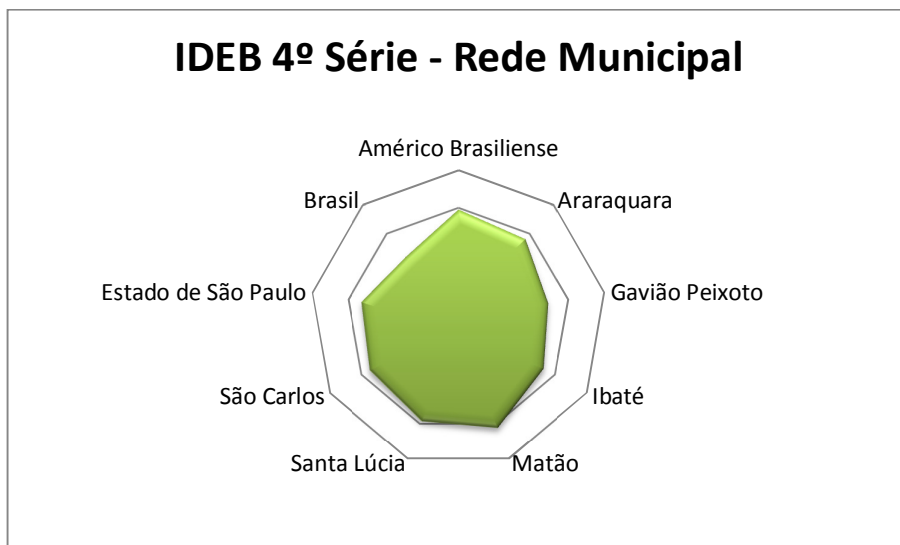 IDEB 4º Série - Rede Municipal
Américo Brasiliense
Brasil
Araraquara
Estado de São Paulo
Gavião Peixoto
São Carlos
Ibaté
Santa Lúcia
Matão